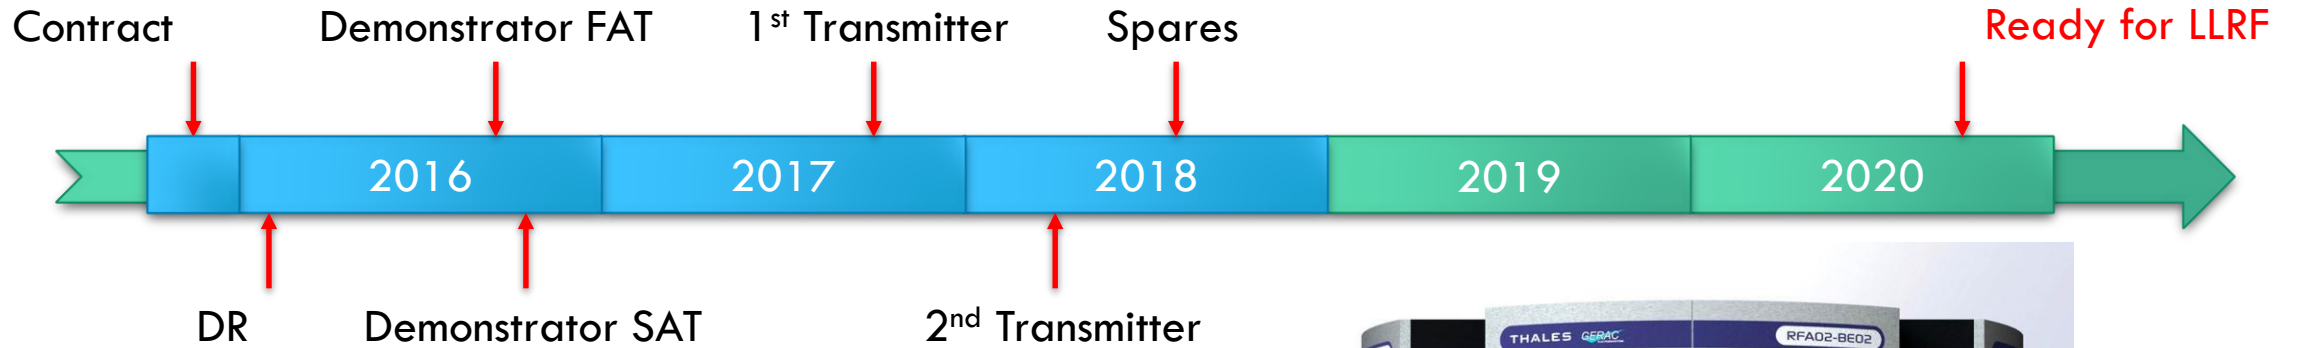 Contract Demonstrator FAT 1st Transmitter Spares Ready for LLRF
2016 2017 2018 2019 2020
DR Demonstrator SAT 2nd Transmitter
THALES GERAC RFA02-BE02